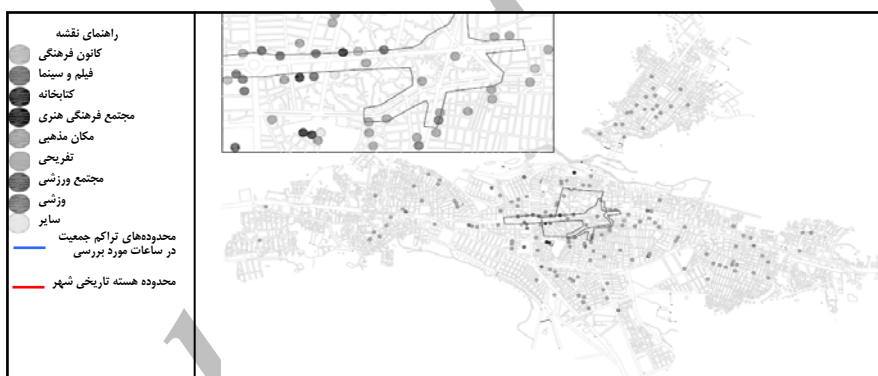 راهنمای نقشه
کانون فرهنگی
فیلم و سینما
کتابخانه
مجتمع فرهنگی هنری
مکان مذهبی
تفریحی
مجتمع ورزشی
وزشی
سایر
محدوده‌های تراکم جمعیت
در ساعات مورد بررسی
محدوده هسته تاریخی شهر